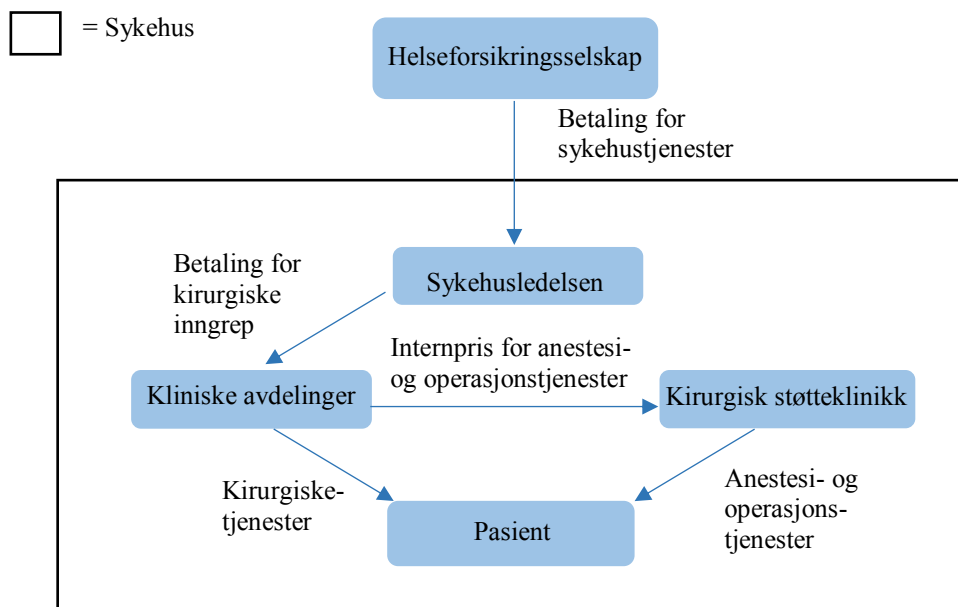 = Sykehus
Helseforsikringsselskap
Betaling for
sykehustjenester
Sykehusledelsen
Betaling for
kirurgiske
inngrep
Internpris for anestesi-
og operasjonstjenester
Kliniske avdelinger
Kirurgisk støtteklinikk
Kirurgiske-
tjenester
Anestesi- og
operasjons-
tjenester
Pasient